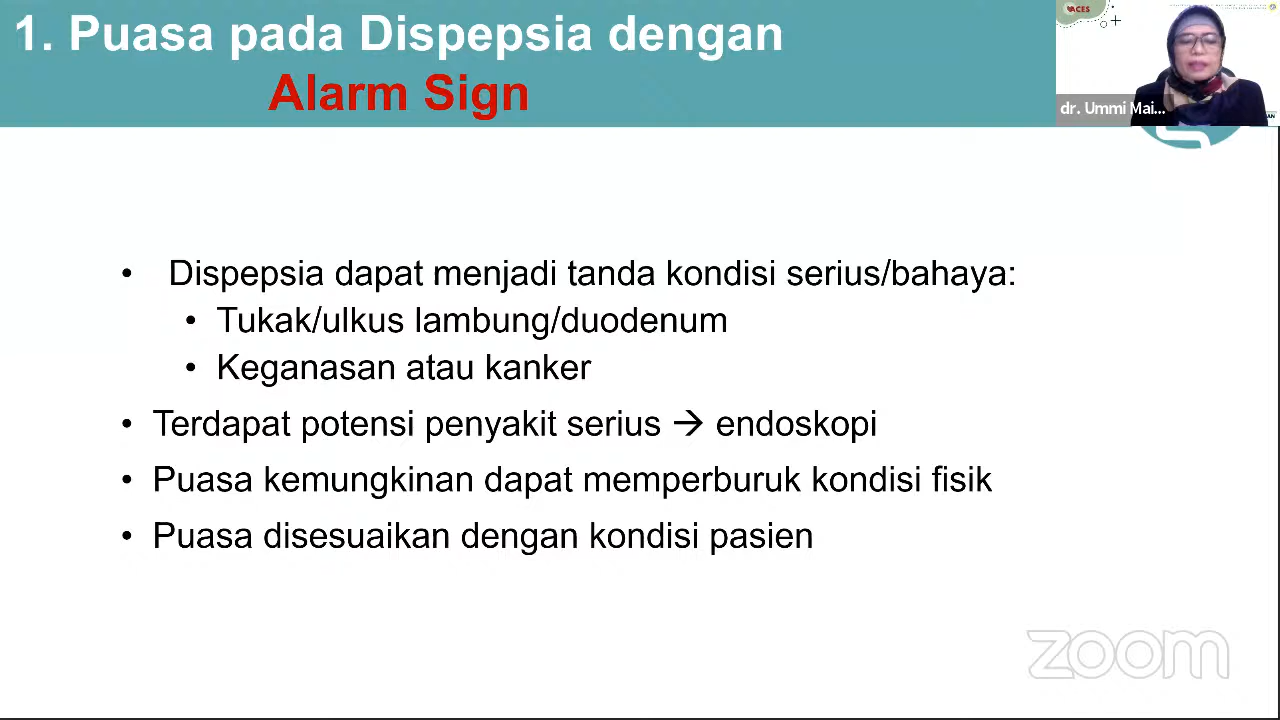 1. Puasa pada Dispepsia dengan
Alarm Sign
ACES
dr. Ummi Mai...
• Dispepsia dapat menjadi tanda kondisi serius/bahaya:
• Tukak/ulkus lambung/duodenum
• Keganasan atau kanker
• Terdapat potensi penyakit serius → endoskopi
• Puasa kemungkinan dapat memperburuk kondisi fisik
• Puasa disesuaikan dengan kondisi pasien
zoom